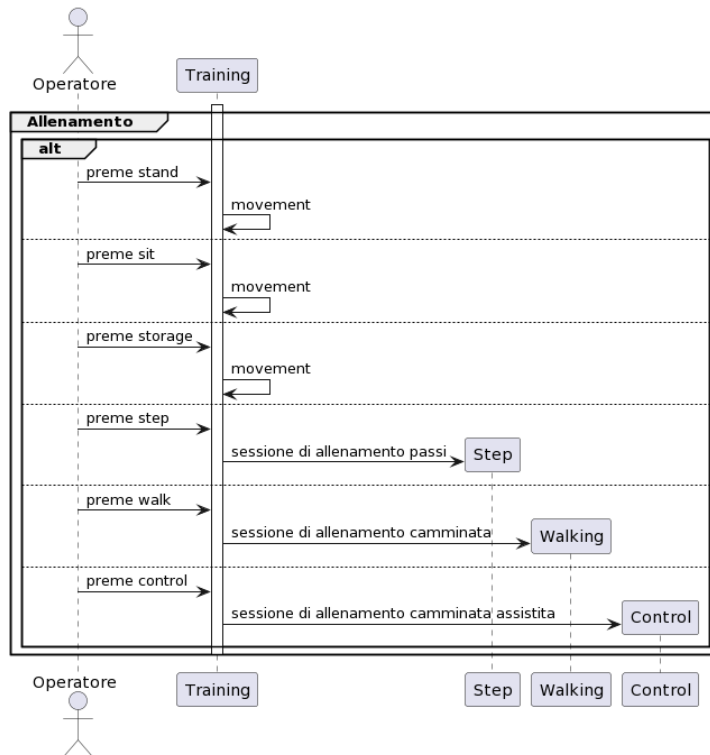 Operatore
Training
Allenamento
alt
preme stand
movement
preme sit
movement
preme storage
movement
preme step
sessione di allenamento passi
Step
preme walk
sessione di allenamento camminata
Walking
preme control
sessione di allenamento camminata assistita
Control
Operatore
Training
Step
Walking
Control